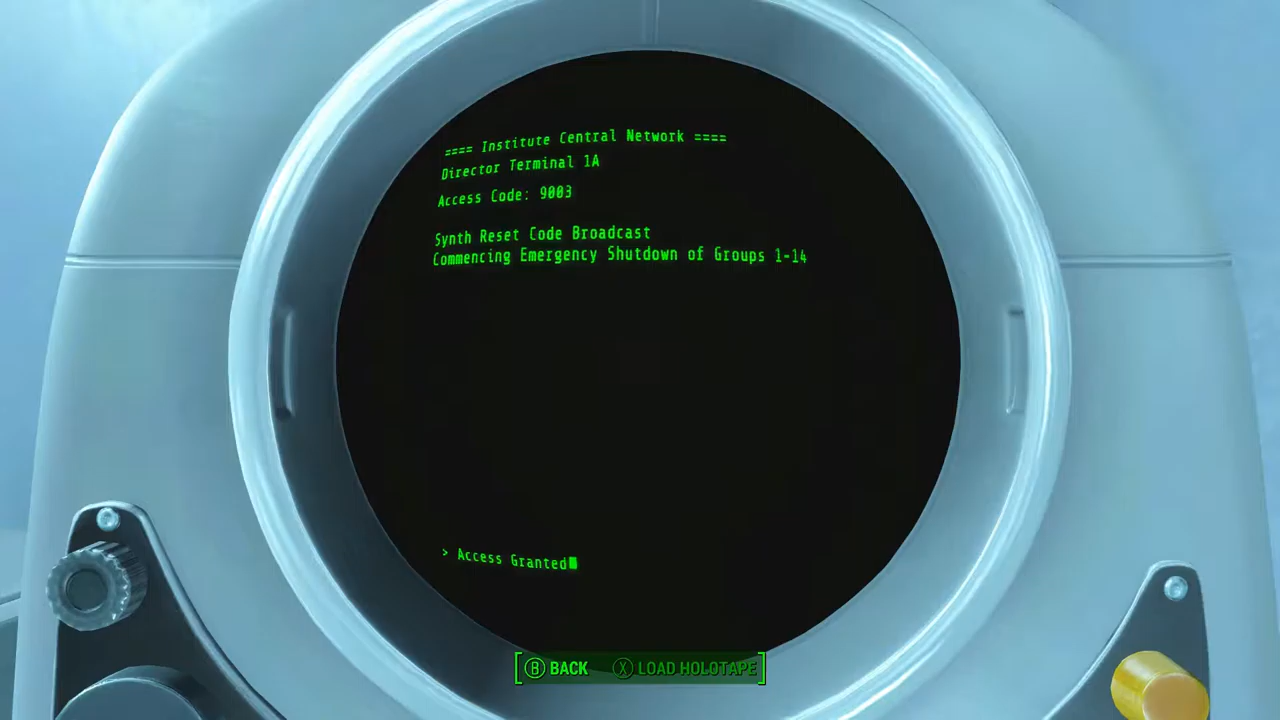 ==== Institute Central Network ====
Director Terminal 1A
Access Code: 9003
Synth Reset Code Broadcast
Commencing Emergency Shutdown of Groups 1-14
> Access Granted
B BACK X LOAD HOLOTAPE